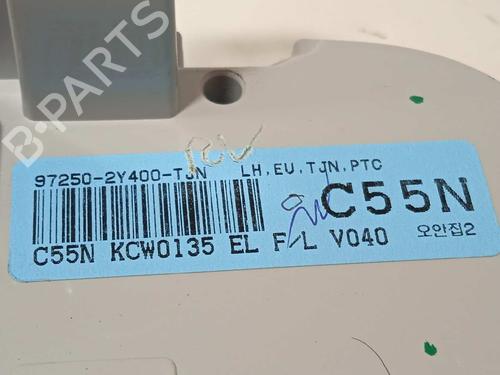 B-PARTS
97250-2Y400-TJN LH,EU,TJN,PTC
C55N
C55N KCW0135 EL F/L V040 오안집2